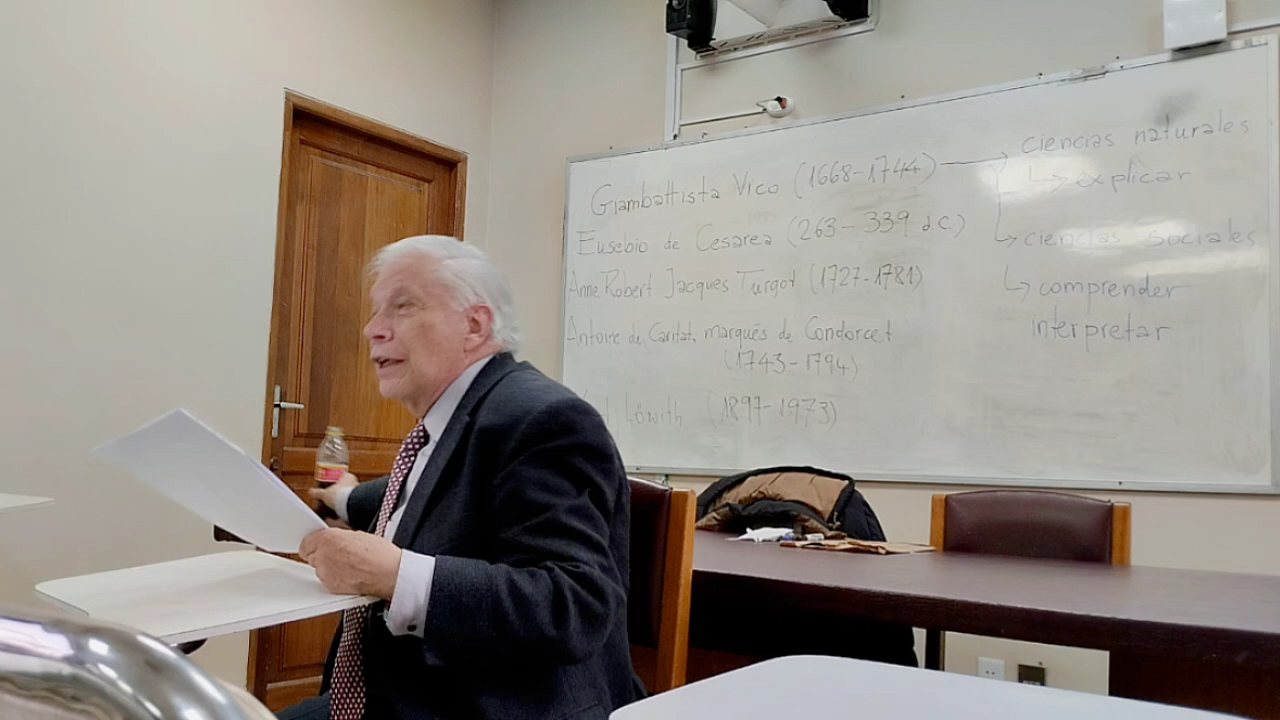 Giambattista Vico (1668-1744)
Eusebio de Cesarea (263-339 d.C.)
Anne Robert Jacques Turgot (1727-1781)
Antoine de Caritat, marqués de Condorcet
(1743-1794)
Löwith (1897-1973)
ciencias naturales
explicar
ciencias sociales
comprender
interpretar